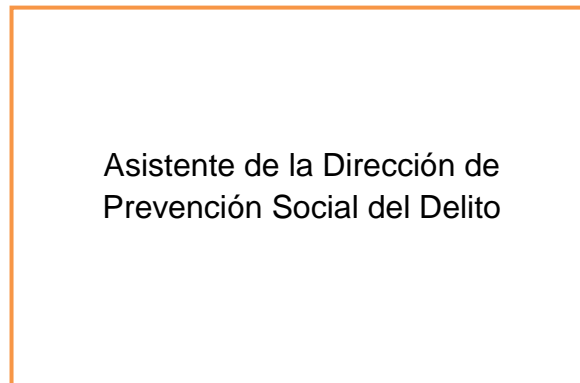 Asistente de la Dirección de
Prevención Social del Delito